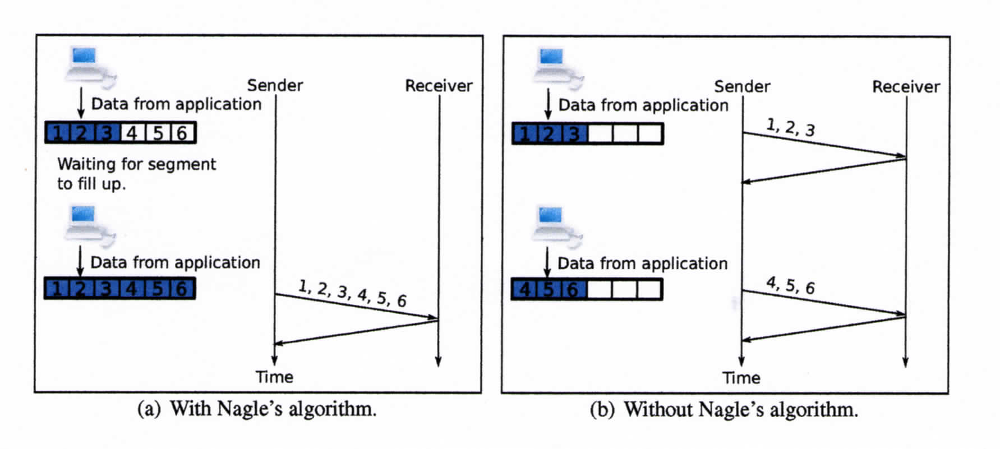 Sender
Receiver
Data from application
1 2 3 4 5 6
Waiting for segment
to fill up.
Data from application
1 2 3 4 5 6
1, 2, 3, 4, 5, 6
Time
(a) With Nagle's algorithm.
Sender
Receiver
Data from application
1, 2, 3
1 2 3
Data from application
4 5 6
4, 5, 6
Time
(b) Without Nagle's algorithm.